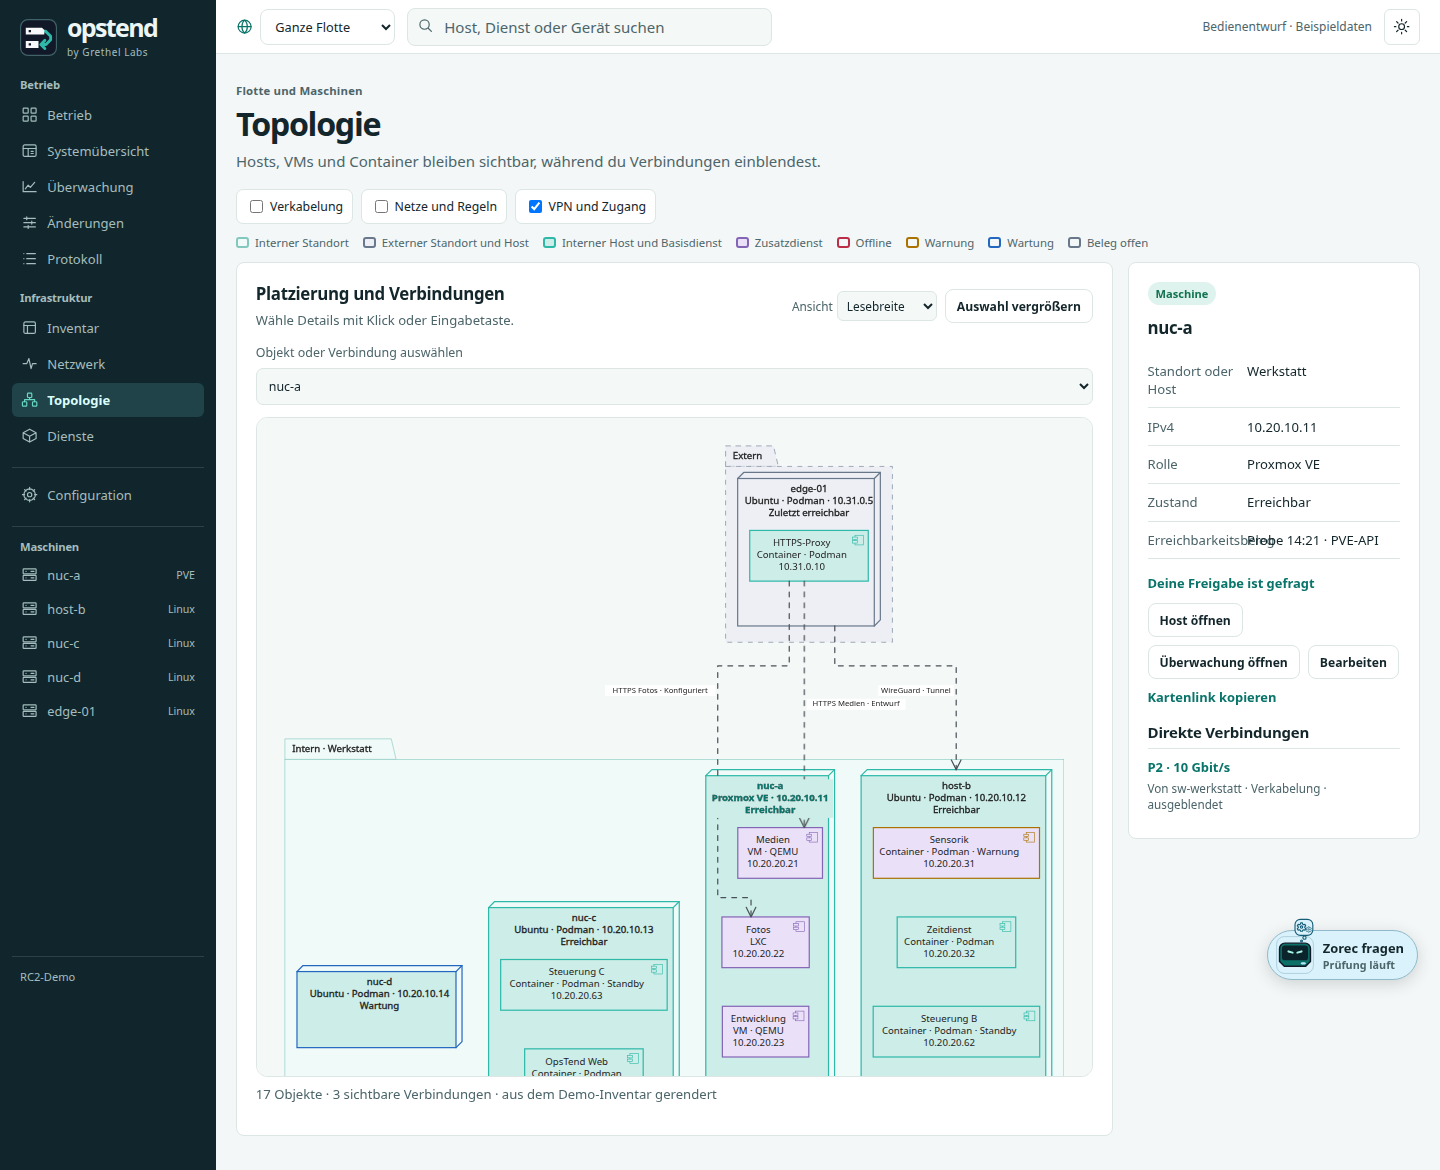 opstend
by Grethel Labs
Betrieb
Betrieb
Systemübersicht
Überwachung
Änderungen
Protokoll
Infrastruktur
Inventar
Netzwerk
Topologie
Dienste
Configuration
Maschinen
nuc-a PVE
host-b Linux
nuc-c Linux
nuc-d Linux
edge-01 Linux
RC2-Demo
Ganze Flotte
Host, Dienst oder Gerät suchen
Bedienentwurf · Beispieldaten
Flotte und Maschinen
Topologie
Hosts, VMs und Container bleiben sichtbar, während du Verbindungen einblendest.
Verkabelung
Netze und Regeln
VPN und Zugang
Interner Standort
Externer Standort und Host
Interner Host und Basisdienst
Zusatzdienst
Offline
Warnung
Wartung
Beleg offen
Platzierung und Verbindungen
Wähle Details mit Klick oder Eingabetaste.
Ansicht
Lesebreite
Auswahl vergrößern
Objekt oder Verbindung auswählen
nuc-a
Extern
edge-01
Ubuntu · Podman · 10.31.0.5
Zuletzt erreichbar
HTTPS-Proxy
Container · Podman
10.31.0.10
HTTPS Fotos · Konfiguriert
WireGuard · Tunnel
HTTPS Medien · Entwurf
Intern · Werkstatt
nuc-a
Proxmox VE · 10.20.10.11
Erreichbar
Medien
VM · QEMU
10.20.20.21
Fotos
LXC
10.20.20.22
Entwicklung
VM · QEMU
10.20.20.23
host-b
Ubuntu · Podman · 10.20.10.12
Erreichbar
Sensorik
Container · Podman · Warnung
10.20.20.31
Zeitdienst
Container · Podman
10.20.20.32
Steuerung B
Container · Podman · Standby
10.20.20.62
nuc-c
Ubuntu · Podman · 10.20.10.13
Erreichbar
Steuerung C
Container · Podman · Standby
10.20.20.63
OpsTend Web
Container · Podman
nuc-d
Ubuntu · Podman · 10.20.10.14
Wartung
17 Objekte · 3 sichtbare Verbindungen · aus dem Demo-Inventar gerendert
Maschine
nuc-a
Standort oder
Host
Werkstatt
IPv4 10.20.10.11
Rolle Proxmox VE
Zustand Erreichbar
Erreichbarkeitsbeleg Probe 14:21 · PVE-API
Deine Freigabe ist gefragt
Host öffnen
Überwachung öffnen
Bearbeiten
Kartenlink kopieren
Direkte Verbindungen
P2 · 10 Gbit/s
Von sw-werkstatt · Verkabelung ·
ausgeblendet
Zorec fragen
Prüfung läuft